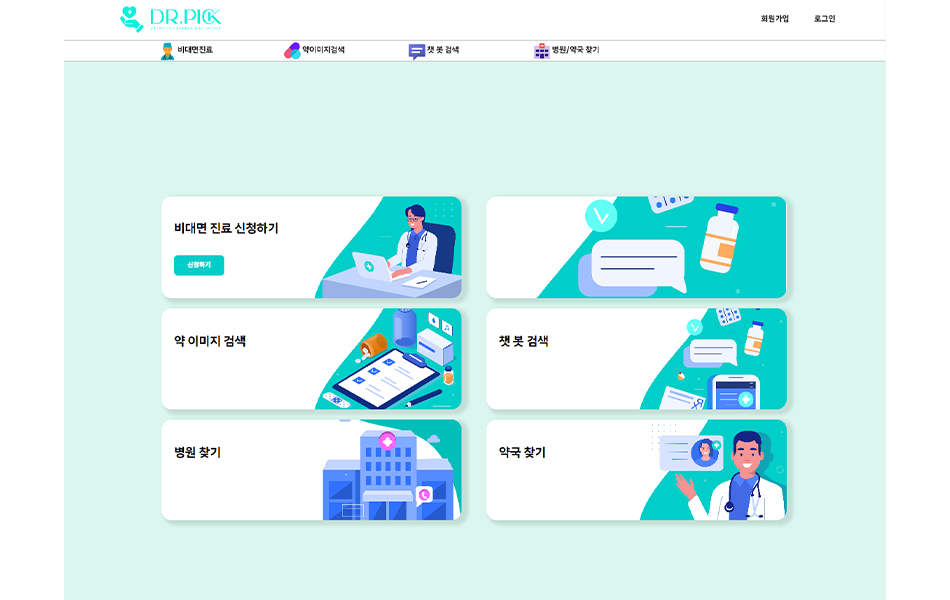 DR.PICK
회원가입
로그인
비대면진료
약이미지검색
챗 봇 검색
병원/약국 찾기
비대면 진료 신청하기
신청하기
약 이미지 검색
챗 봇 검색
병원 찾기
약국 찾기